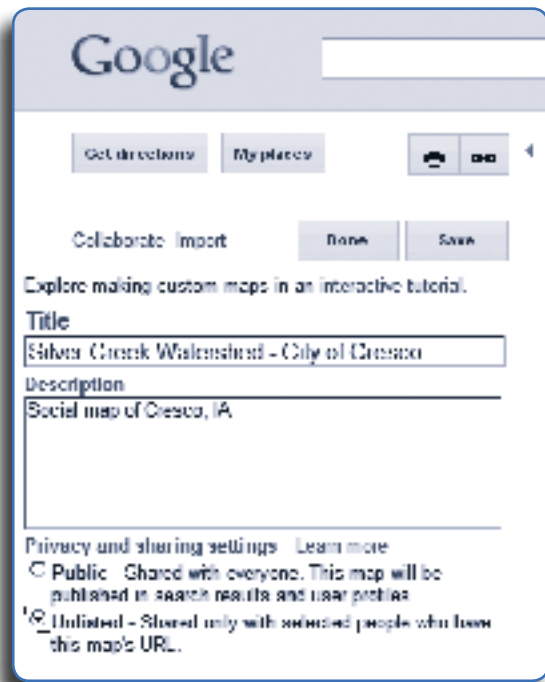 Google
Get directions My places
Collaborate Import Done Save
Explore making custom maps in an interactive tutorial.
Title
Silver Creek Watershed - City of Cresco
Description
Social map of Cresco, IA
Privacy and sharing settings Learn more
Public - Shared with everyone. This map will be
published in search results and user profiles
Unlisted - Shared only with selected people who have
this map's URL.